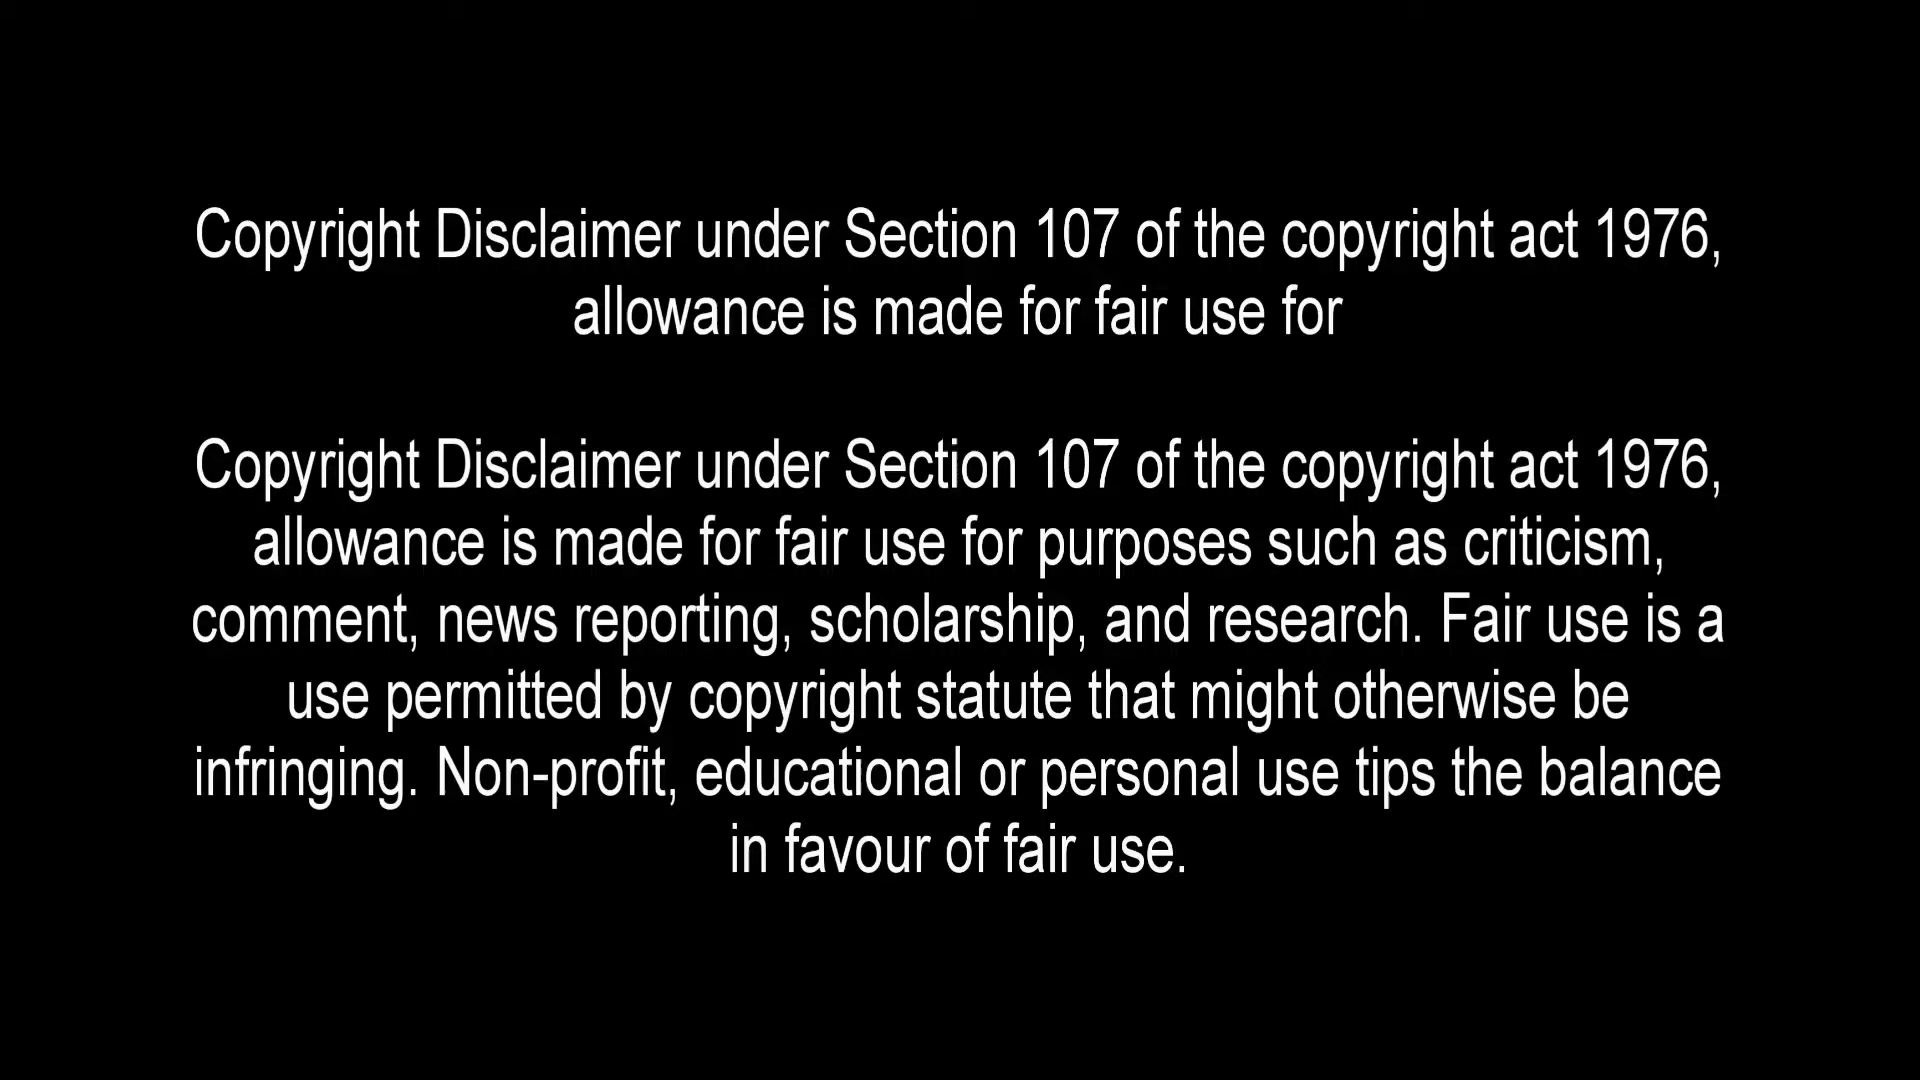 Copyright Disclaimer under Section 107 of the copyright act 1976,
allowance is made for fair use for
Copyright Disclaimer under Section 107 of the copyright act 1976,
allowance is made for fair use for purposes such as criticism,
comment, news reporting, scholarship, and research. Fair use is a
use permitted by copyright statute that might otherwise be
infringing. Non-profit, educational or personal use tips the balance
in favour of fair use.